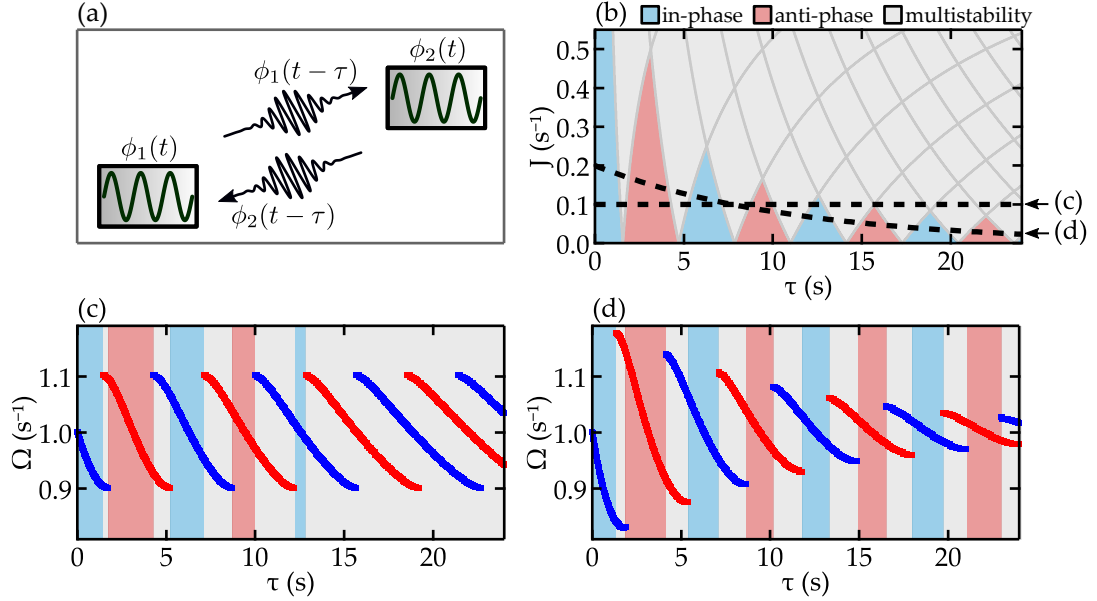 (a)
ϕ₂(t)
ϕ₁(t − τ)
ϕ₁(t)
ϕ₂(t − τ)
(b)
in-phase anti-phase multistability
J (s⁻¹)
0.5
0.4
0.3
0.2
0.1
0.0
(c)
(d)
0 5 10 15 20
τ (s)
(c)
Ω (s⁻¹)
1.1
1.0
0.9
0 5 10 15 20
τ (s)
(d)
Ω (s⁻¹)
1.1
1.0
0.9
0 5 10 15 20
τ (s)